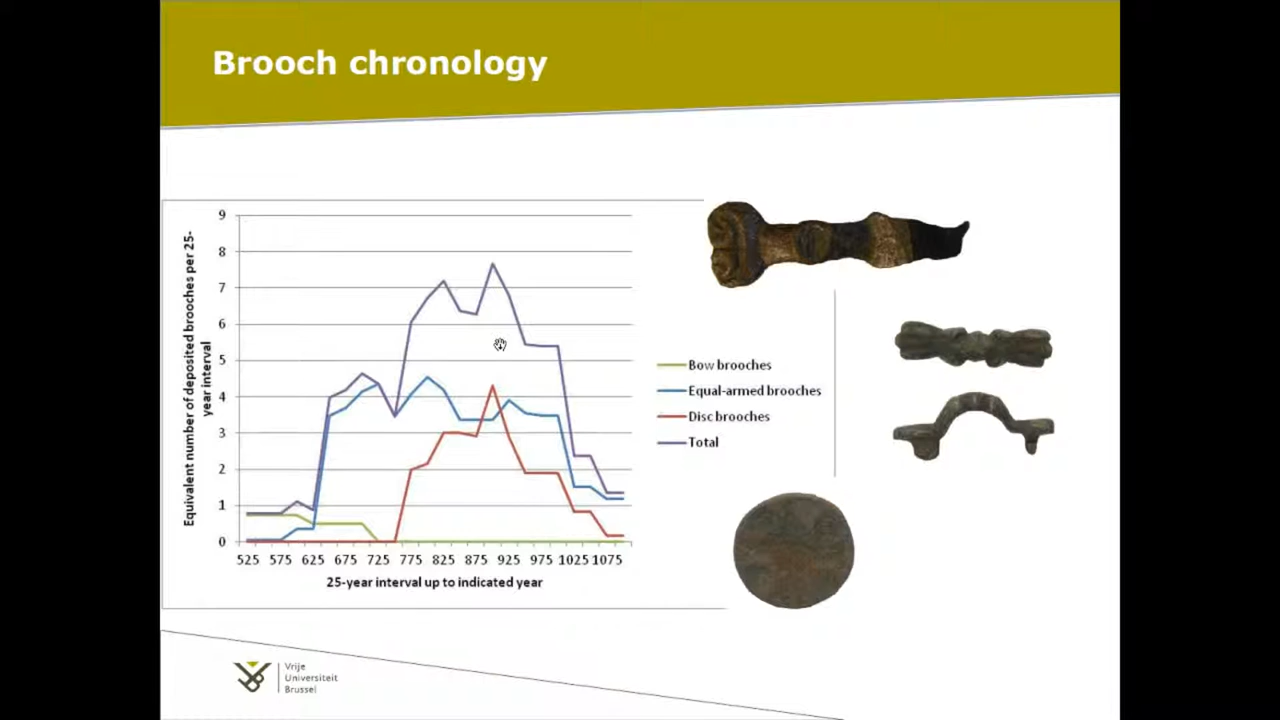 Brooch chronology
Equivalent number of deposited brooches per 25-
year interval
9
8
7
6
5
4
3
2
1
0
525 575 625 675 725 775 825 875 925 975 1025 1075
25-year interval up to indicated year
Bow brooches
Equal-armed brooches
Disc brooches
Total
Vrije
Universiteit
Brussel